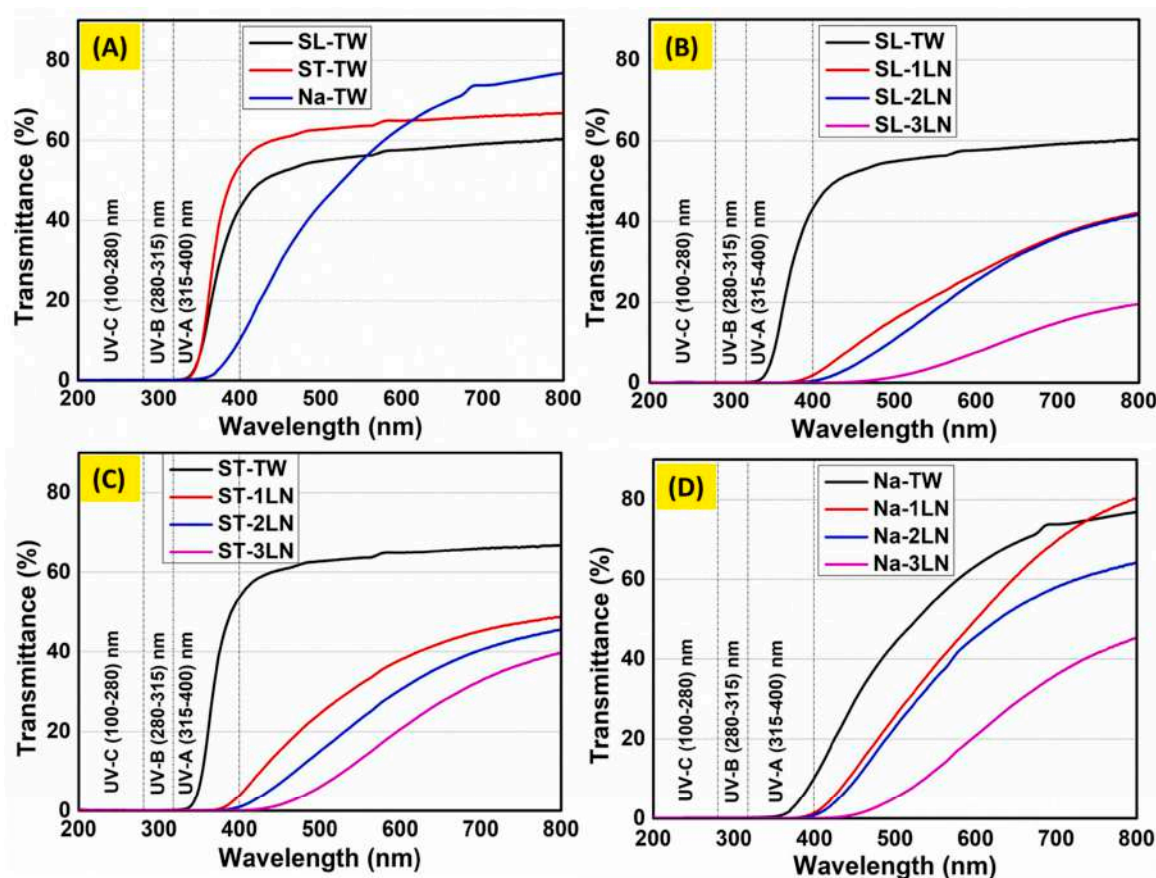 (A)
SL-TW
ST-TW
Na-TW
Transmittance (%)
80
60
40
20
0
UV-C (100-280) nm
UV-B (280-315) nm
UV-A (315-400) nm
200 300 400 500 600 700 800
Wavelength (nm)
(B)
SL-TW
SL-1LN
SL-2LN
SL-3LN
Transmittance (%)
80
60
40
20
0
UV-C (100-280) nm
UV-B (280-315) nm
UV-A (315-400) nm
200 300 400 500 600 700 800
Wavelength (nm)
(C)
ST-TW
ST-1LN
ST-2LN
ST-3LN
Transmittance (%)
80
60
40
20
0
UV-C (100-280) nm
UV-B (280-315) nm
UV-A (315-400) nm
200 300 400 500 600 700 800
Wavelength (nm)
(D)
Na-TW
Na-1LN
Na-2LN
Na-3LN
Transmittance (%)
80
60
40
20
0
UV-C (100-280) nm
UV-B (280-315) nm
UV-A (315-400) nm
200 300 400 500 600 700 800
Wavelength (nm)